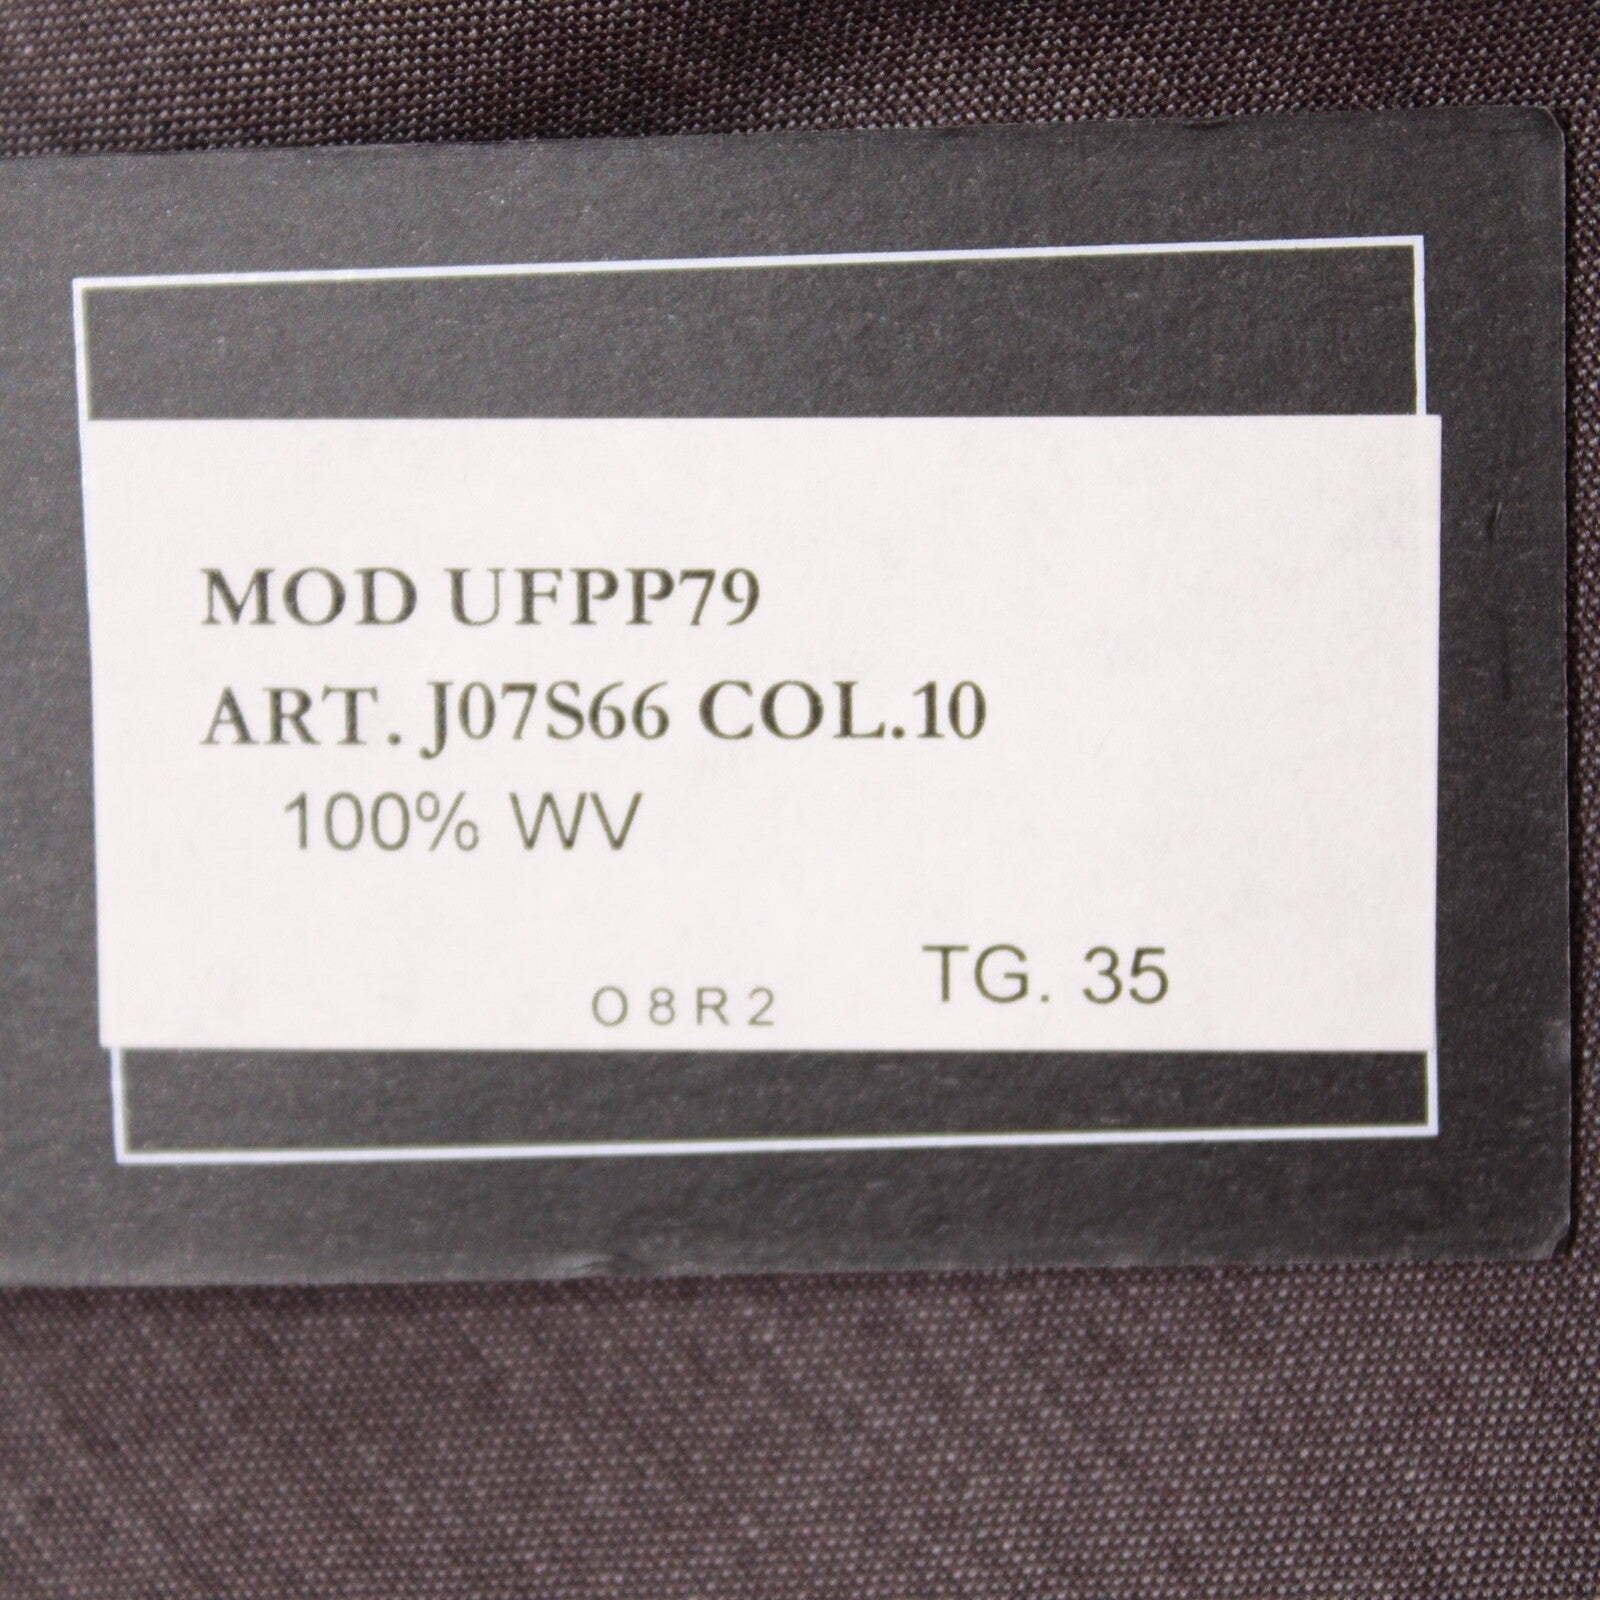 MOD UFPP79
ART. J07S66 COL.10
100% WV
O8R2 TG. 35